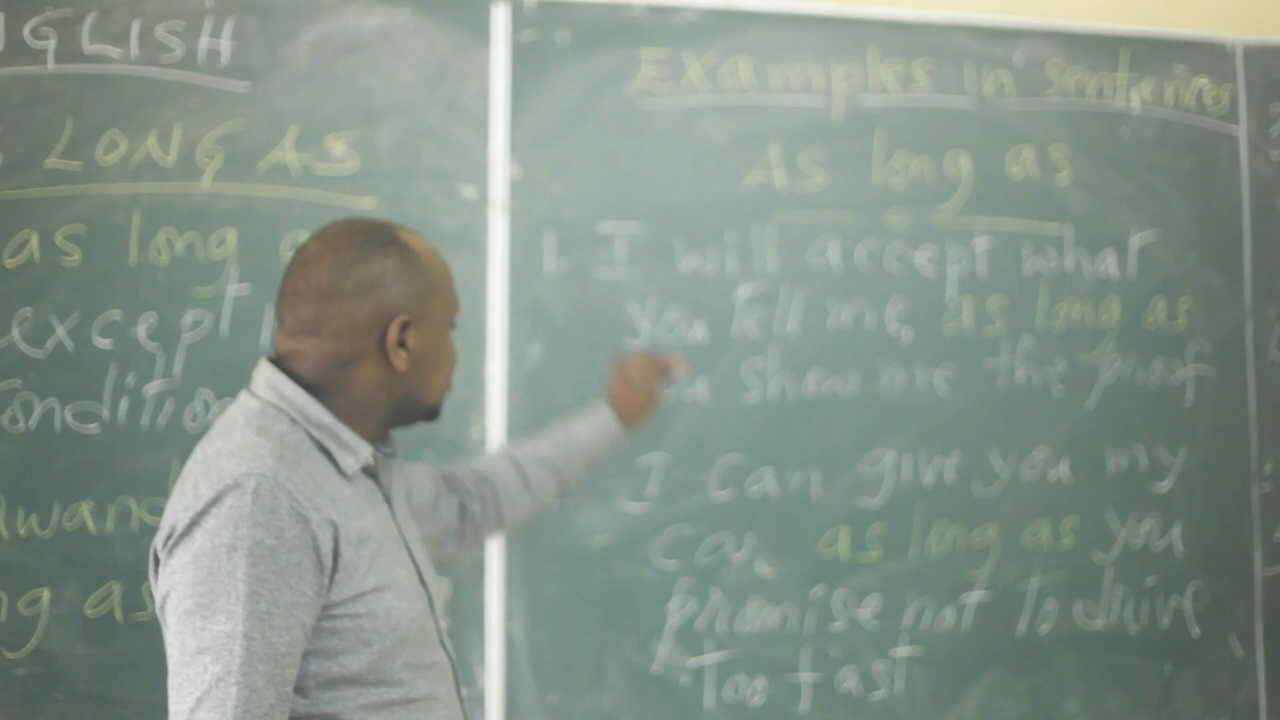 NGLISH
LONG AS
as long a
except
ondition
wand
ng as
Examples in sentences
As long as
1. I will accept what
you tell me, as long as
show me the proof
I can give you my
car, as long as you
promise not to drive
too fast